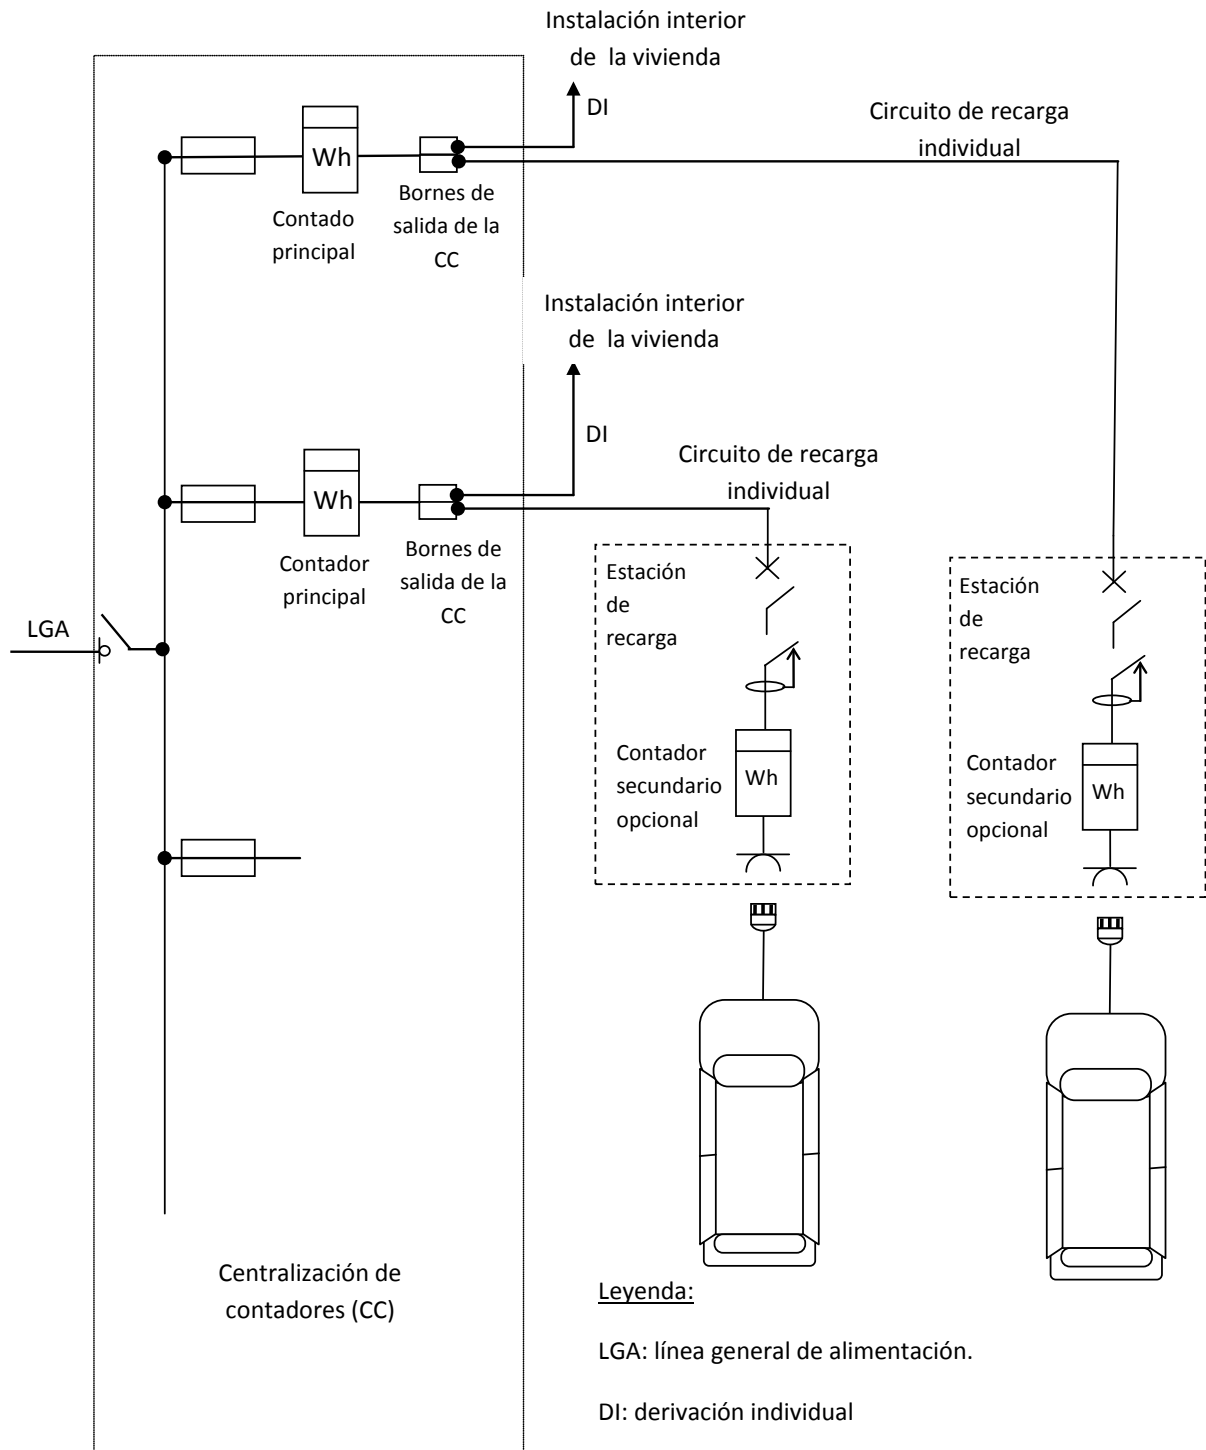 Instalación interior
de la vivienda
DI
Circuito de recarga
individual
Wh
Contado
principal
Bornes de
salida de la
CC
Instalación interior
de la vivienda
DI
Circuito de recarga
individual
Wh
Contador
principal
Bornes de
salida de la
CC
LGA
Estación
de
recarga
Contador
secundario
opcional
Wh
Estación
de
recarga
Contador
secundario
opcional
Wh
Centralización de
contadores (CC)
Leyenda:
LGA: línea general de alimentación.
DI: derivación individual